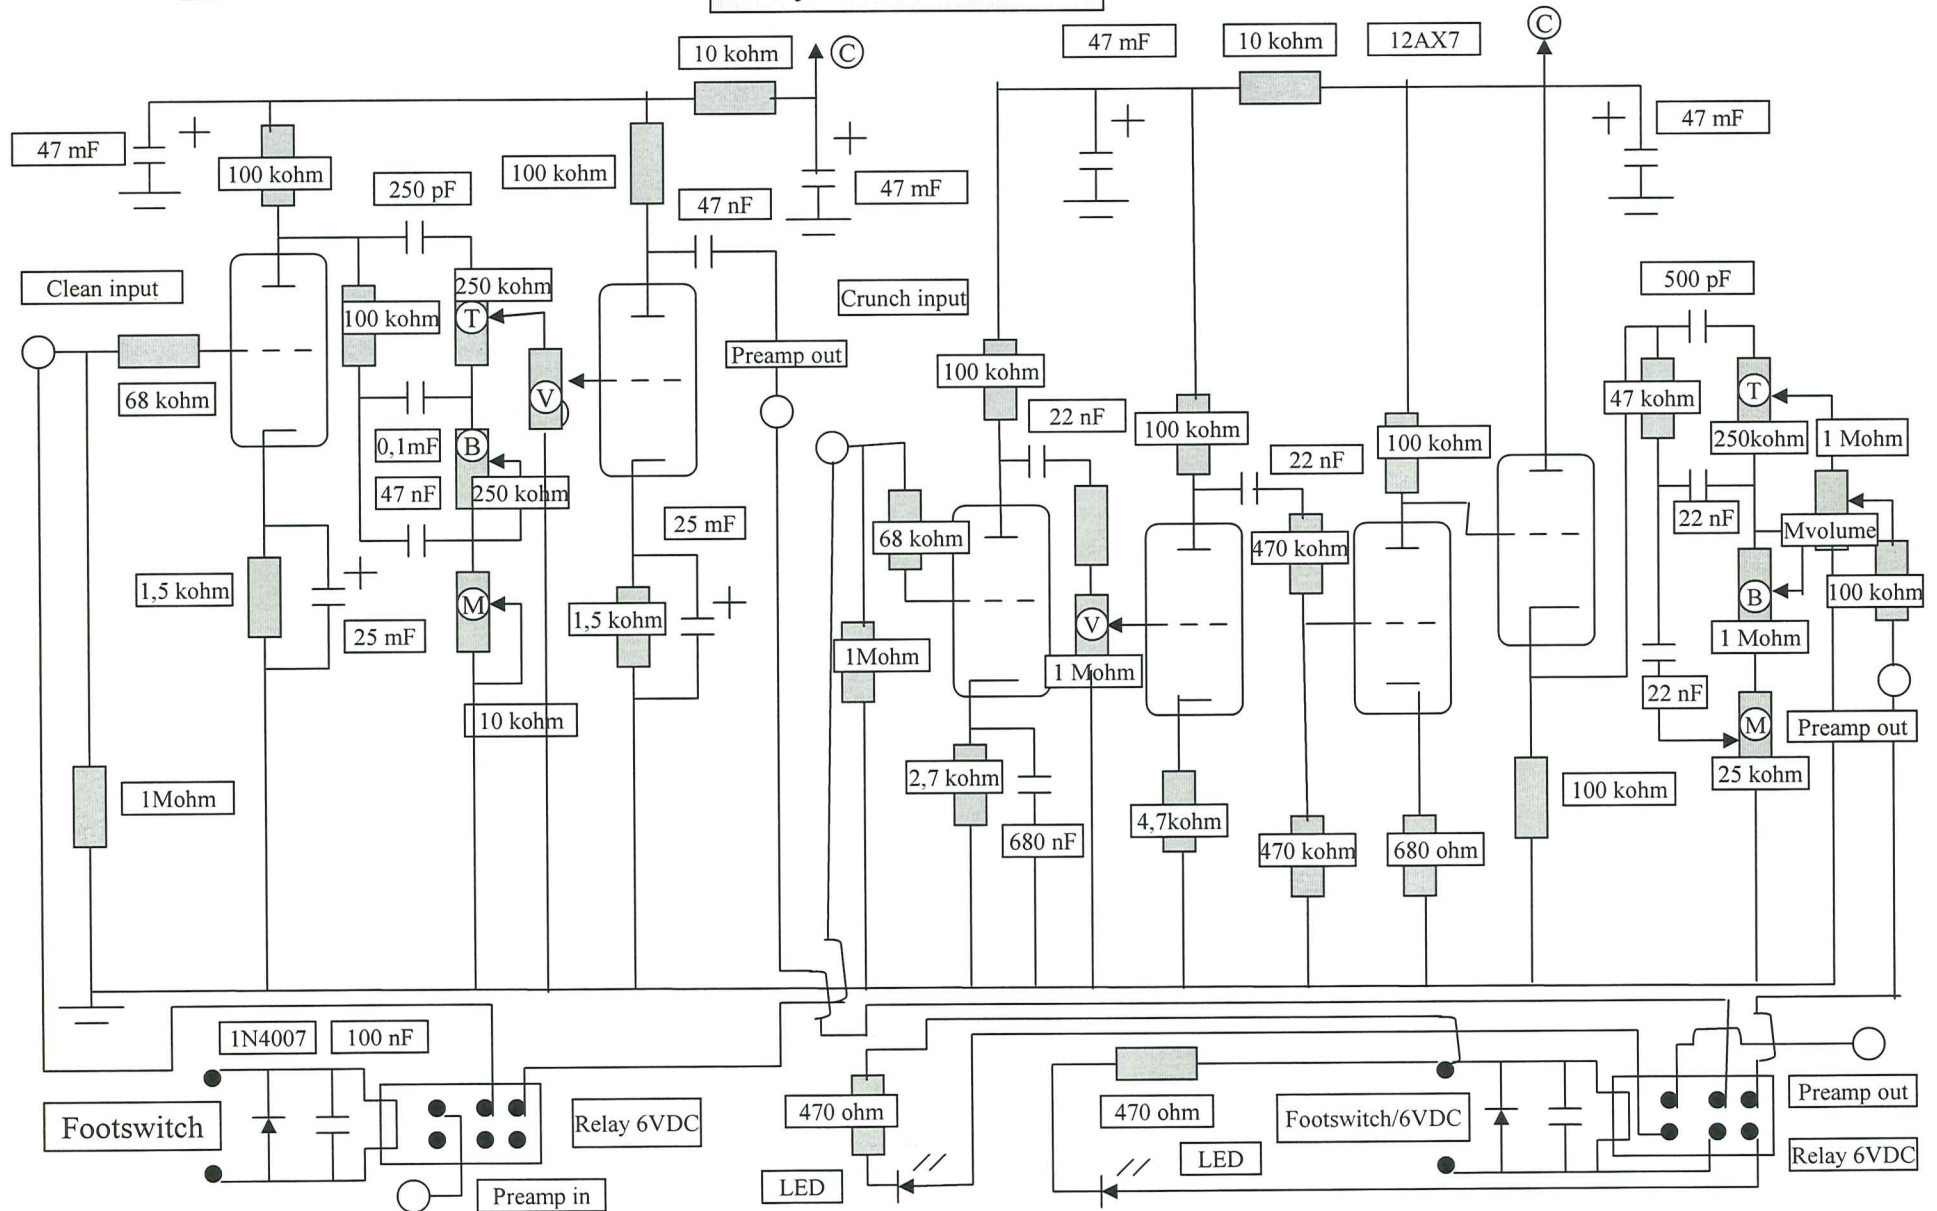 10 kohm
C
47 mF
10 kohm
12AX7
C
47 mF
100 kohm
250 pF
100 kohm
47 nF
47 mF
47 mF
Clean input
250 kohm
T
100 kohm
68 kohm
V
0,1mF
B
47 nF
250 kohm
Preamp out
25 mF
1,5 kohm
25 mF
M
1,5 kohm
10 kohm
1Mohm
Crunch input
100 kohm
22 nF
100 kohm
22 nF
100 kohm
68 kohm
470 kohm
1Mohm
V
1 Mohm
2,7 kohm
680 nF
4,7kohm
470 kohm
680 ohm
100 kohm
500 pF
47 kohm
T
250kohm
1 Mohm
22 nF
Mvolume
B
100 kohm
1 Mohm
22 nF
M
Preamp out
25 kohm
1N4007
100 nF
Footswitch
Relay 6VDC
Preamp in
470 ohm
LED
470 ohm
LED
Footswitch/6VDC
Preamp out
Relay 6VDC